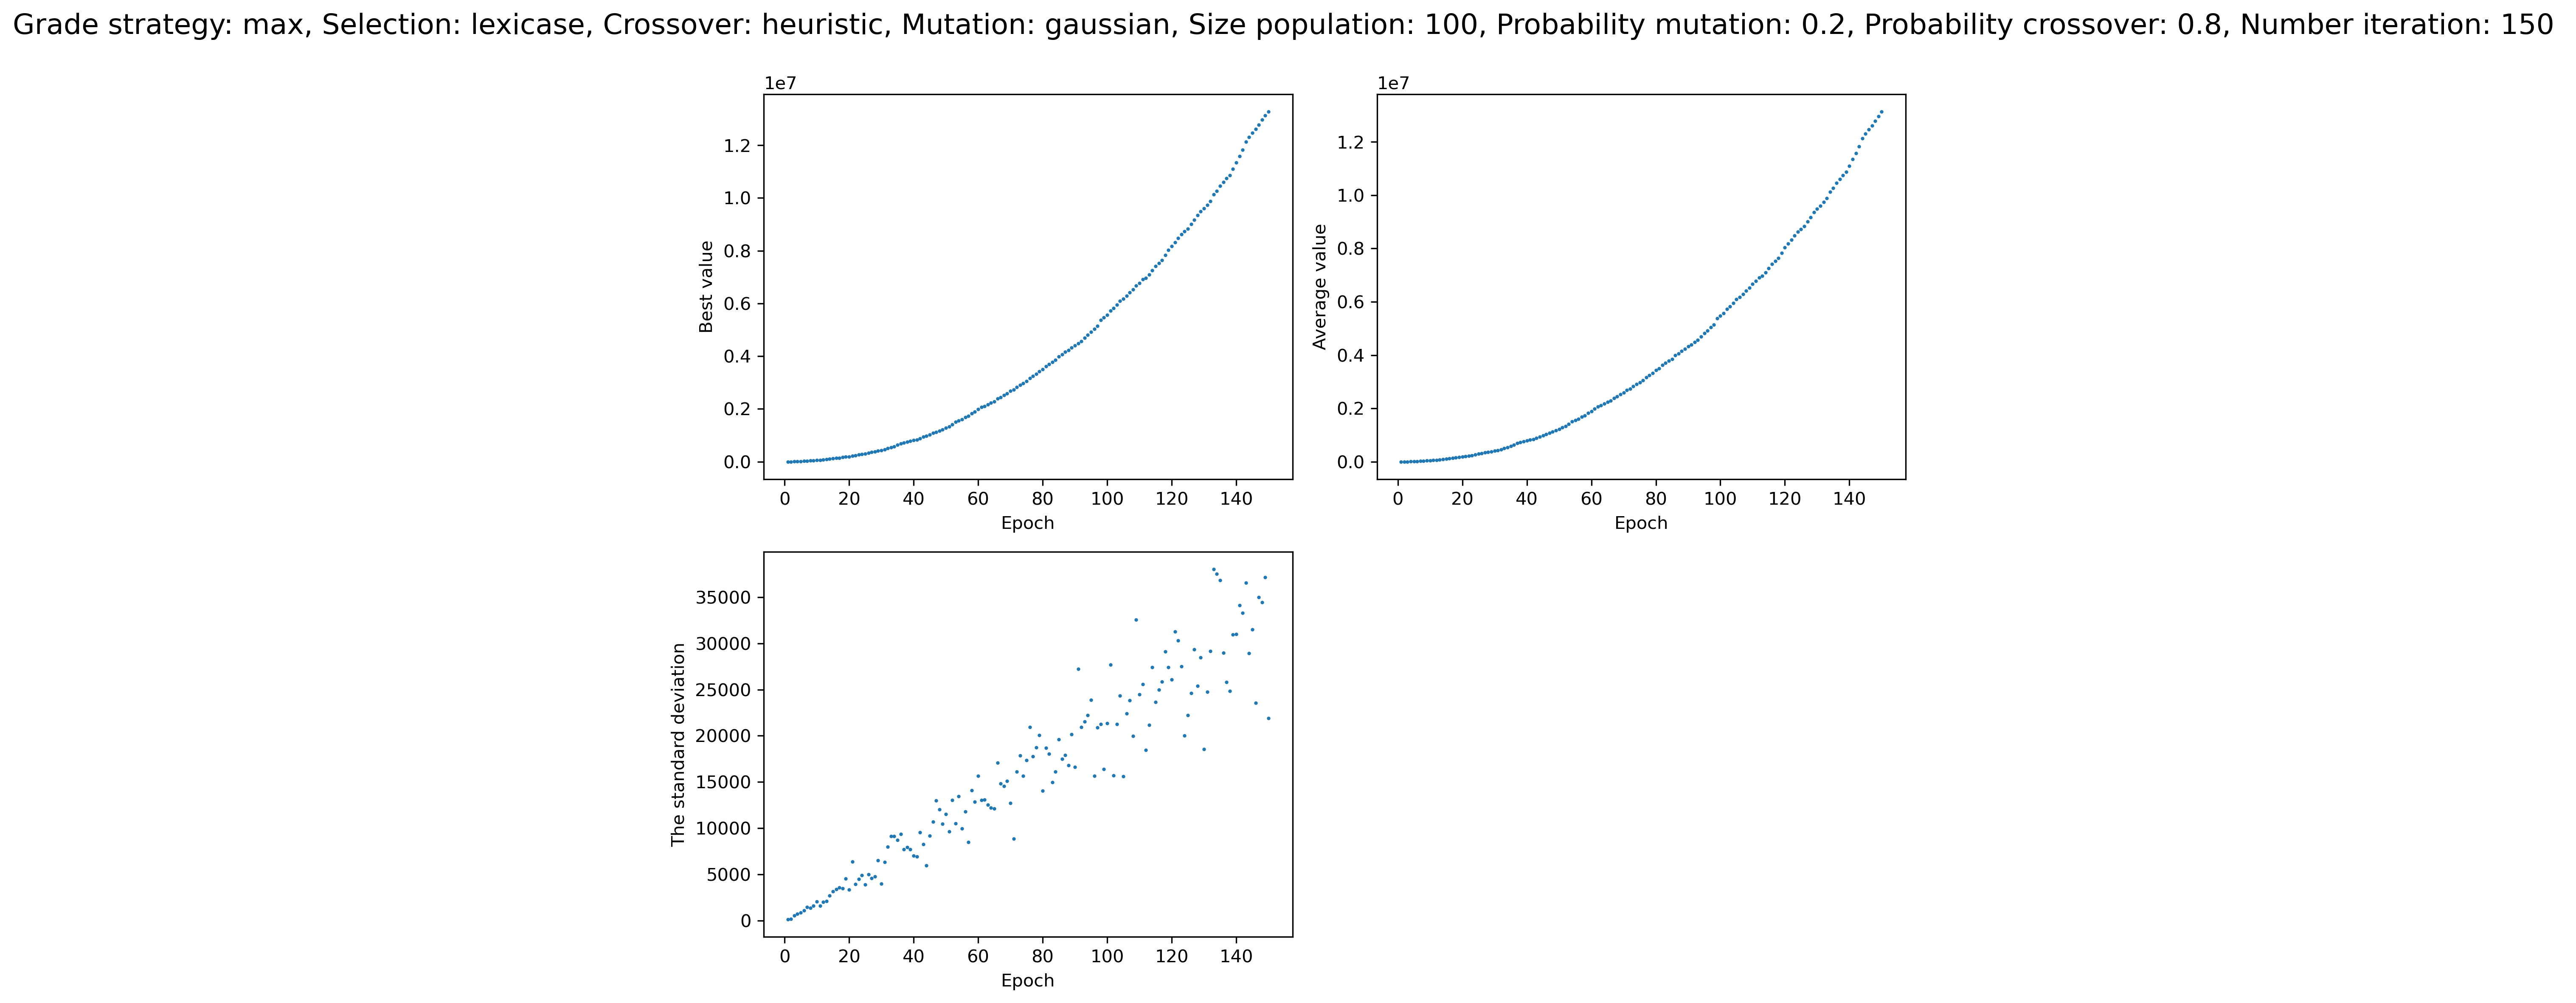 Grade strategy: max, Selection: lexicase, Crossover: heuristic, Mutation: gaussian, Size population: 100, Probability mutation: 0.2, Probability crossover: 0.8, Number iteration: 150
1e7
1.2
1.0
0.8
0.6
0.4
0.2
0.0
Best value
0 20 40 60 80 100 120 140
Epoch
1e7
1.2
1.0
0.8
0.6
0.4
0.2
0.0
Average value
0 20 40 60 80 100 120 140
Epoch
35000
30000
25000
20000
15000
10000
5000
0
The standard deviation
0 20 40 60 80 100 120 140
Epoch